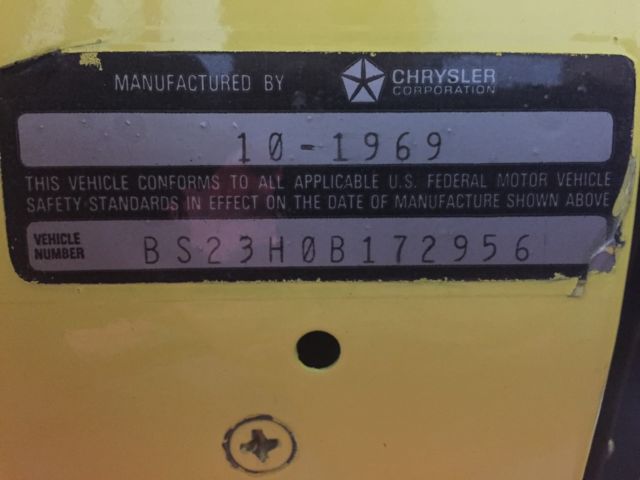 MANUFACTURED BY CHRYSLER CORPORATION
10-1969
THIS VEHICLE CONFORMS TO ALL APPLICABLE U.S. FEDERAL MOTOR VEHICLE
SAFETY STANDARDS IN EFFECT ON THE DATE OF MANUFACTURE SHOWN ABOVE
VEHICLE NUMBER BS23H0B172956